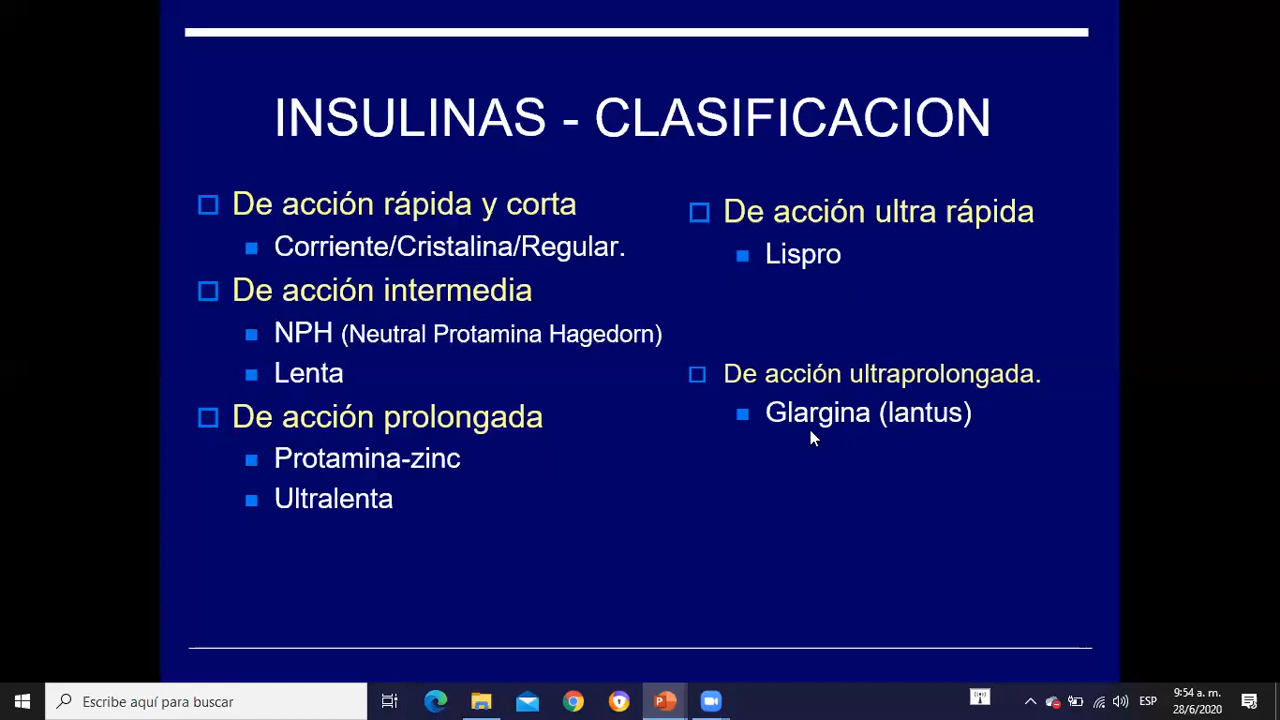 INSULINAS - CLASIFICACION
De acción rápida y corta
Corriente/Cristalina/Regular.
De acción intermedia
NPH (Neutral Protamina Hagedorn)
Lenta
De acción prolongada
Protamina-zinc
Ultralenta
De acción ultra rápida
Lispro
De acción ultraprolongada.
Glargina (lantus)
Escribe aquí para buscar
ESP
9:54 a. m.
28/6/2020